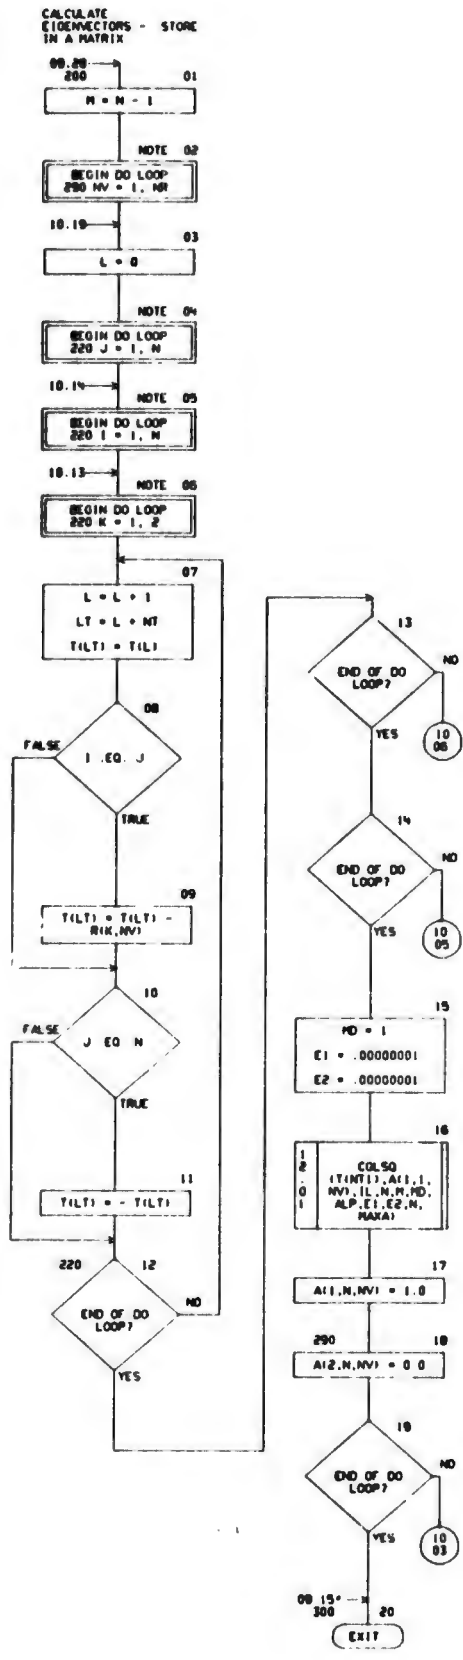 CALCULATE
EIGENVECTORS - STORE
IN A MATRIX
200 01
M = N - 1
NOTE 02
BEGIN DO LOOP
290 NV = 1, NR
10.19
03
L = 0
NOTE 04
BEGIN DO LOOP
220 J = 1, N
10.14
NOTE 05
BEGIN DO LOOP
220 I = 1, N
10.13
NOTE 06
BEGIN DO LOOP
220 K = 1, 2
07
L = L + 1
LT = L + NT
T(LT) = T(L)
08
I .EQ. J
FALSE
TRUE
09
T(LT) = T(LT) -
R(K,NV)
10
J EQ N
FALSE
TRUE
11
T(LT) = - T(LT)
220 12
END OF DO
LOOP?
NO
YES
13
END OF DO
LOOP?
NO
YES
10
06
14
END OF DO
LOOP?
NO
YES
10
05
15
MD = 1
E1 = .00000001
E2 = .00000001
16
1
2
.
0
1
COLSQ
(T(NT1),A(1,1,
NV),IL,N,M,MD,
ALP,E1,E2,N,
MAXA)
17
A(1,N,NV) = 1.0
290 18
A(2,N,NV) = 0 0
19
END OF DO
LOOP?
NO
YES
10
03
300 20
EXIT